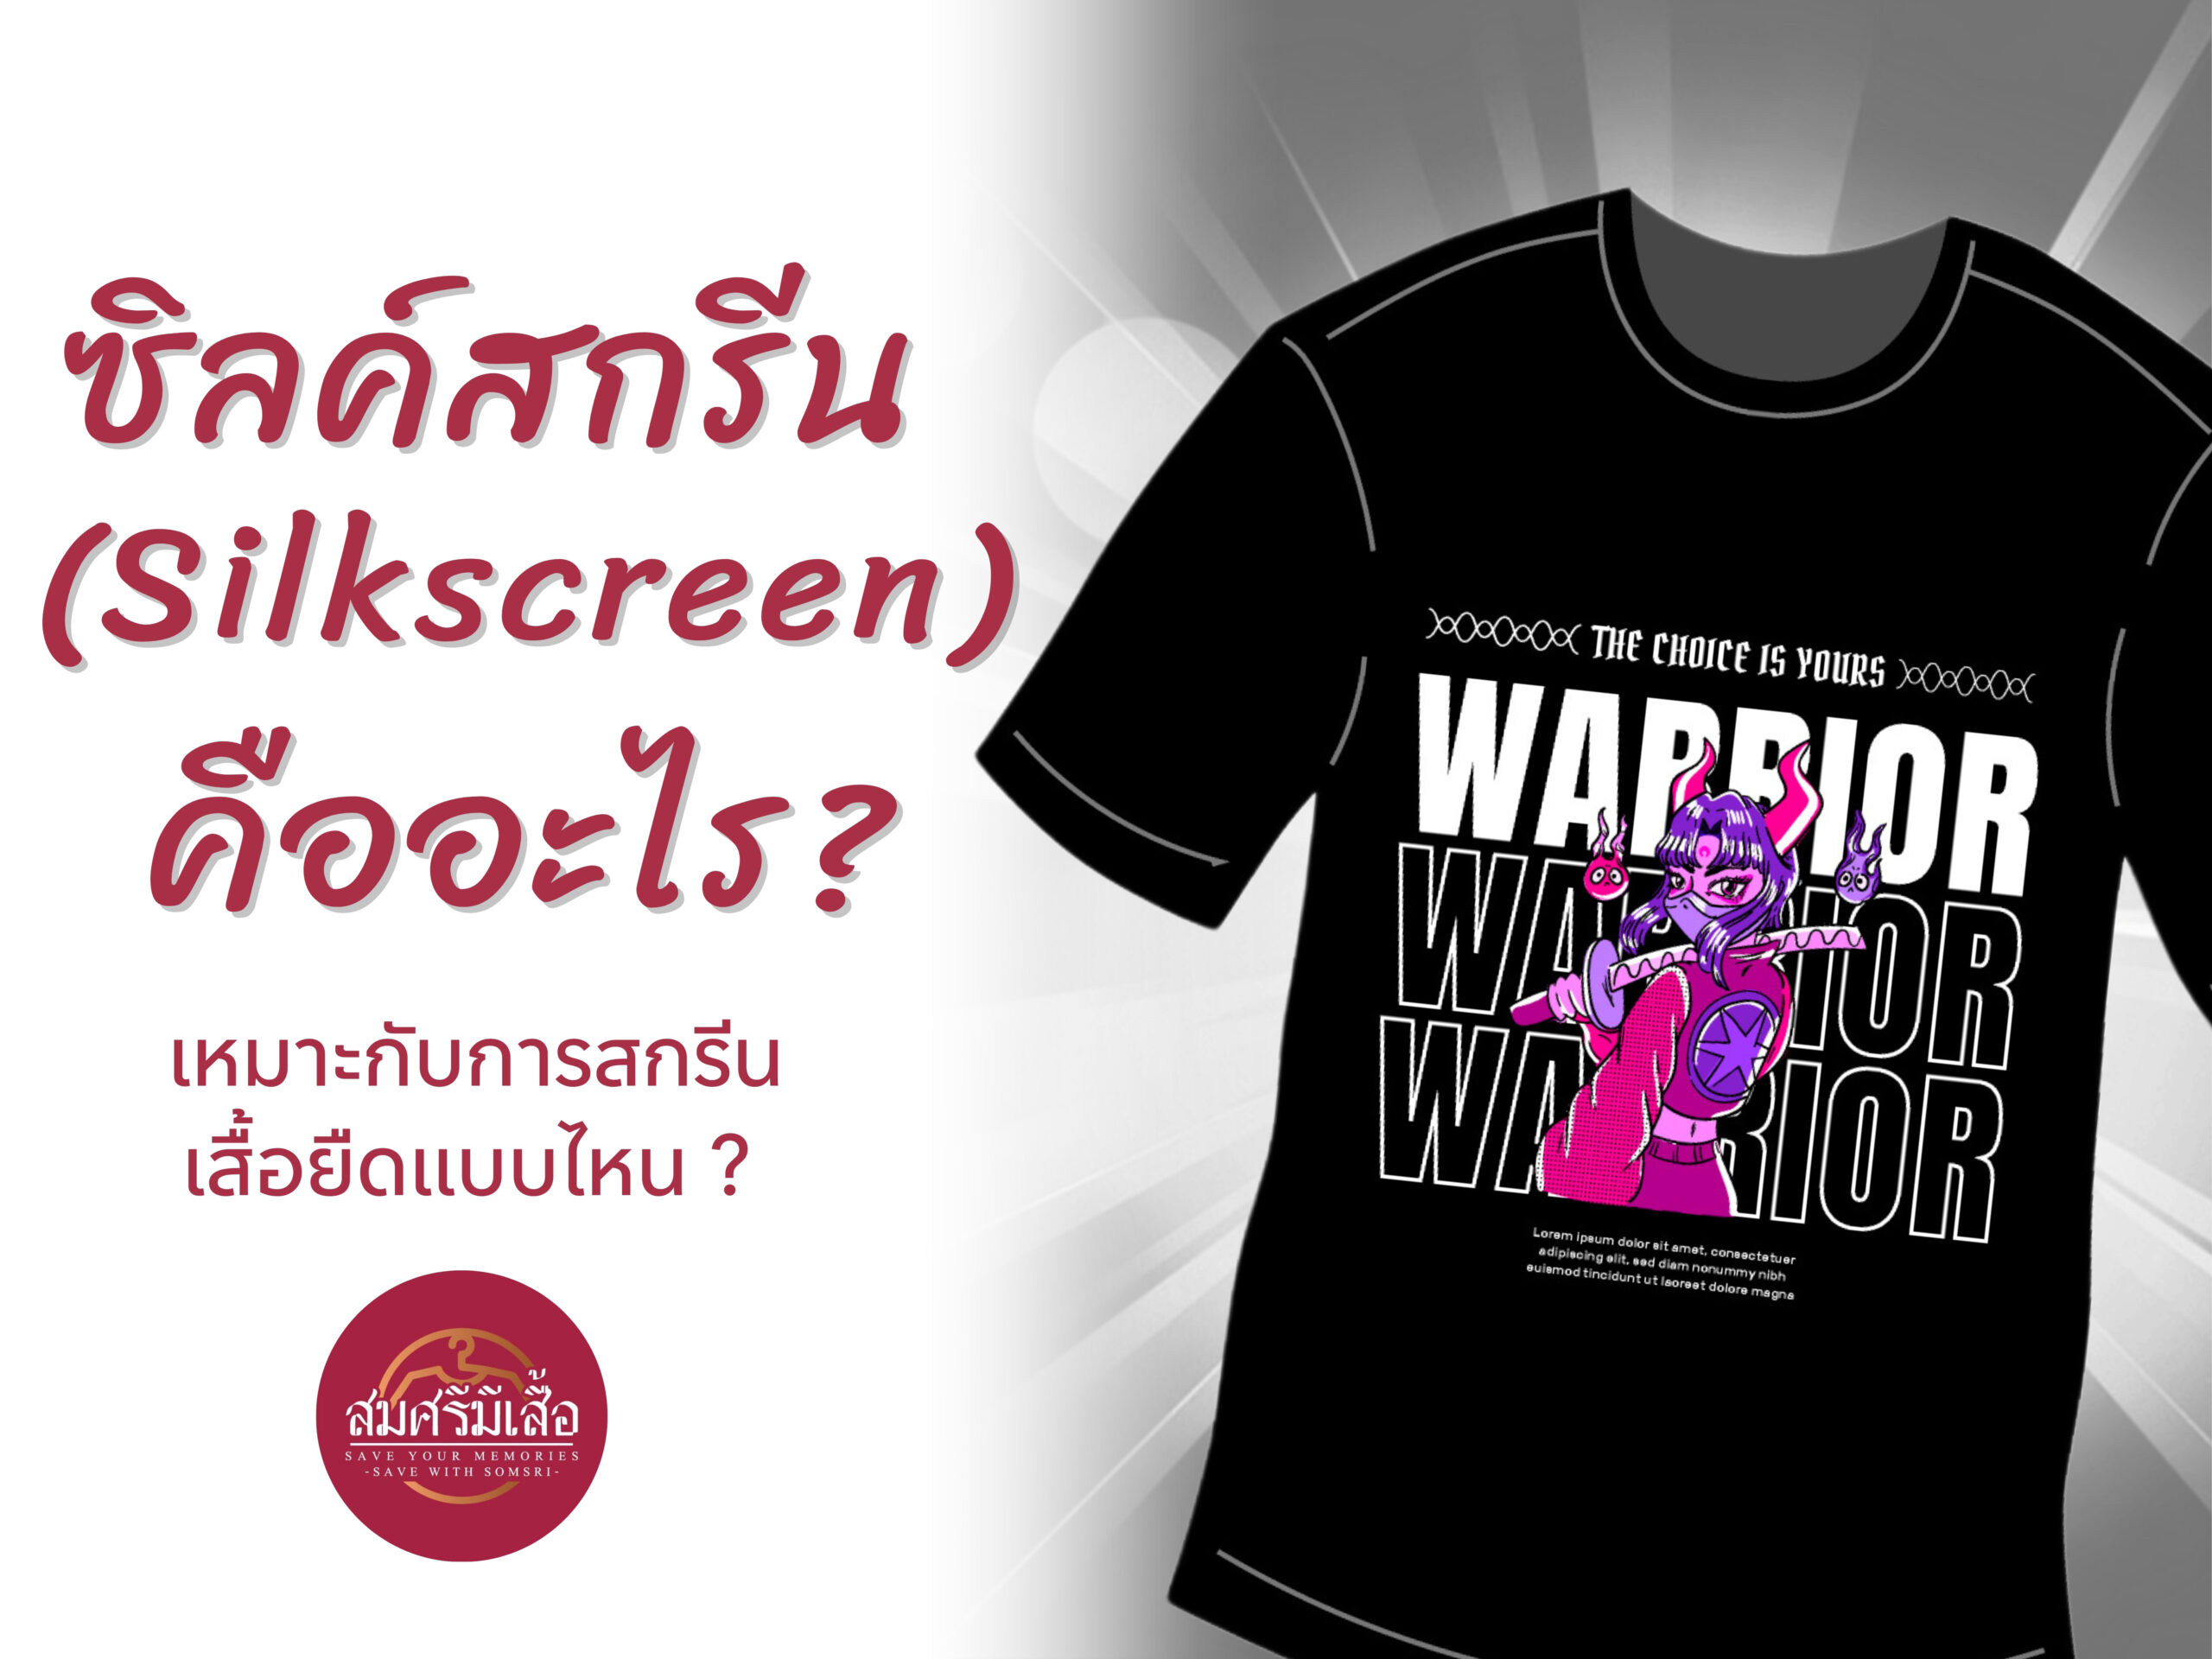 ซิลค์สกรีน
(Silkscreen)
คืออะไร?
เหมาะกับการสกรีน
เสื้อยืดแบบไหน ?
สมศรีมีเสื้อ
SAVE YOUR MEMORIES
-SAVE WITH SOMSRI-
THE CHOICE IS YOURS
WARRIOR
WARRIOR
WARRIOR
Lorem ipsum dolor sit amet, consectetuer
adipiscing elit, sed diam nonummy nibh
euismod tincidunt ut laoreet dolore magna